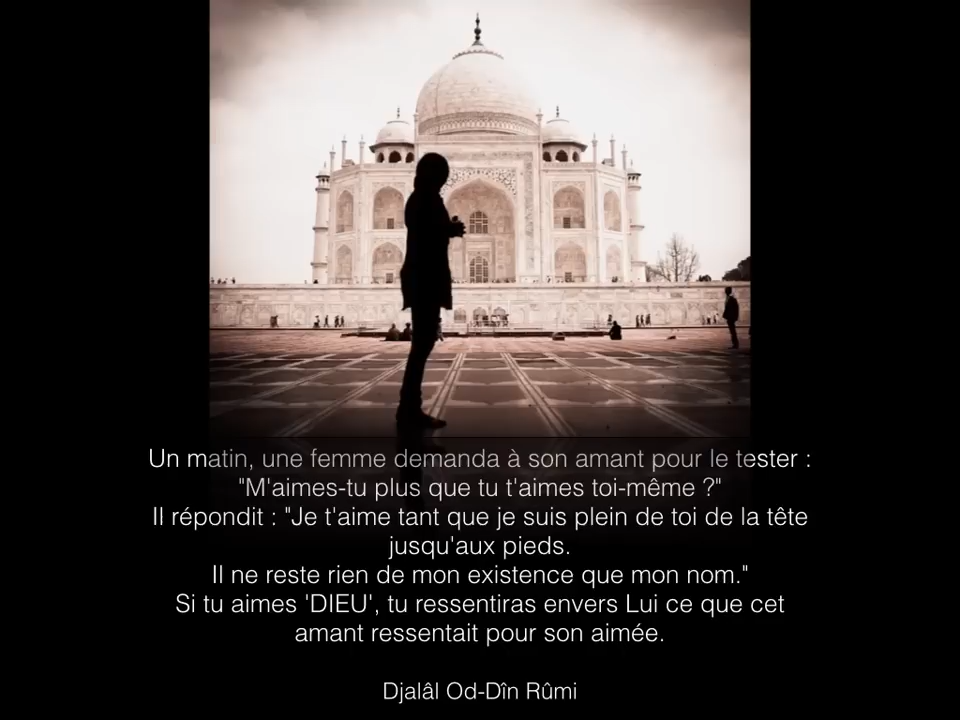 Un matin, une femme demanda à son amant pour le tester :
"M'aimes-tu plus que tu t'aimes toi-même ?"
Il répondit : "Je t'aime tant que je suis plein de toi de la tête
jusqu'aux pieds.
Il ne reste rien de mon existence que mon nom."
Si tu aimes 'DIEU', tu ressentiras envers Lui ce que cet
amant ressentait pour son aimée.
Djalâl Od-Dîn Rûmi